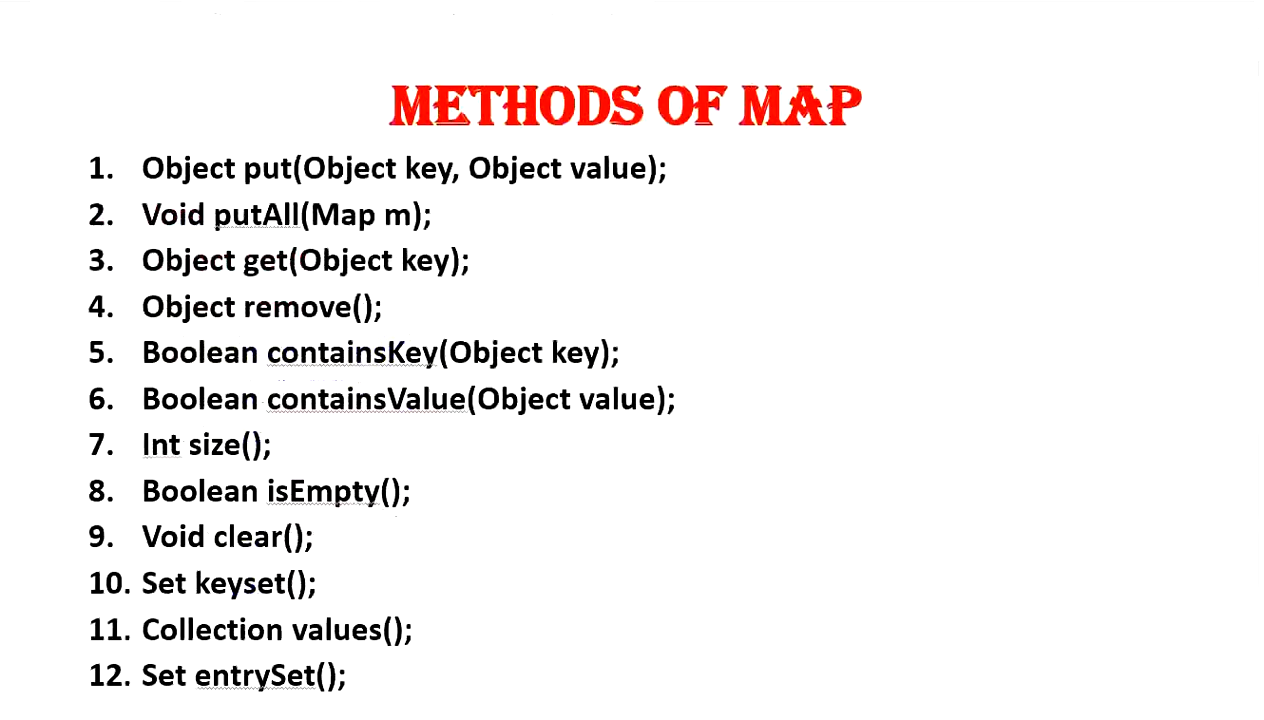 METHODS OF MAP
1. Object put(Object key, Object value);
2. Void putAll(Map m);
3. Object get(Object key);
4. Object remove();
5. Boolean containsKey(Object key);
6. Boolean containsValue(Object value);
7. Int size();
8. Boolean isEmpty();
9. Void clear();
10. Set keyset();
11. Collection values();
12. Set entrySet();